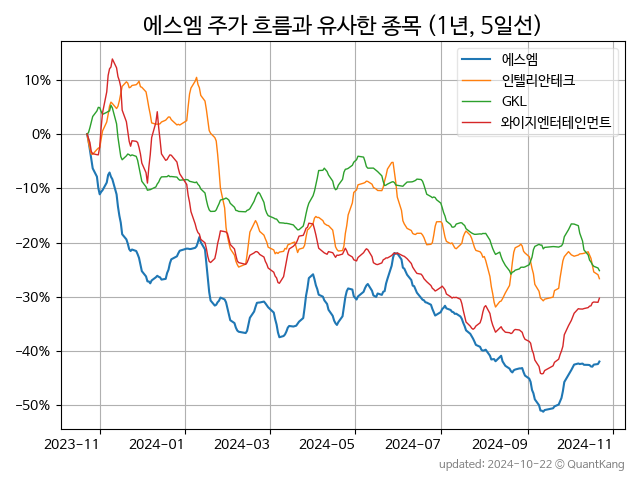 에스엠 주가 흐름과 유사한 종목 (1년, 5일선)
에스엠
인텔리안테크
GKL
와이지엔터테인먼트
10%
0%
−10%
−20%
−30%
−40%
−50%
2023-11
2024-01
2024-03
2024-05
2024-07
2024-09
2024-11
updated: 2024-10-22 © QuantKang